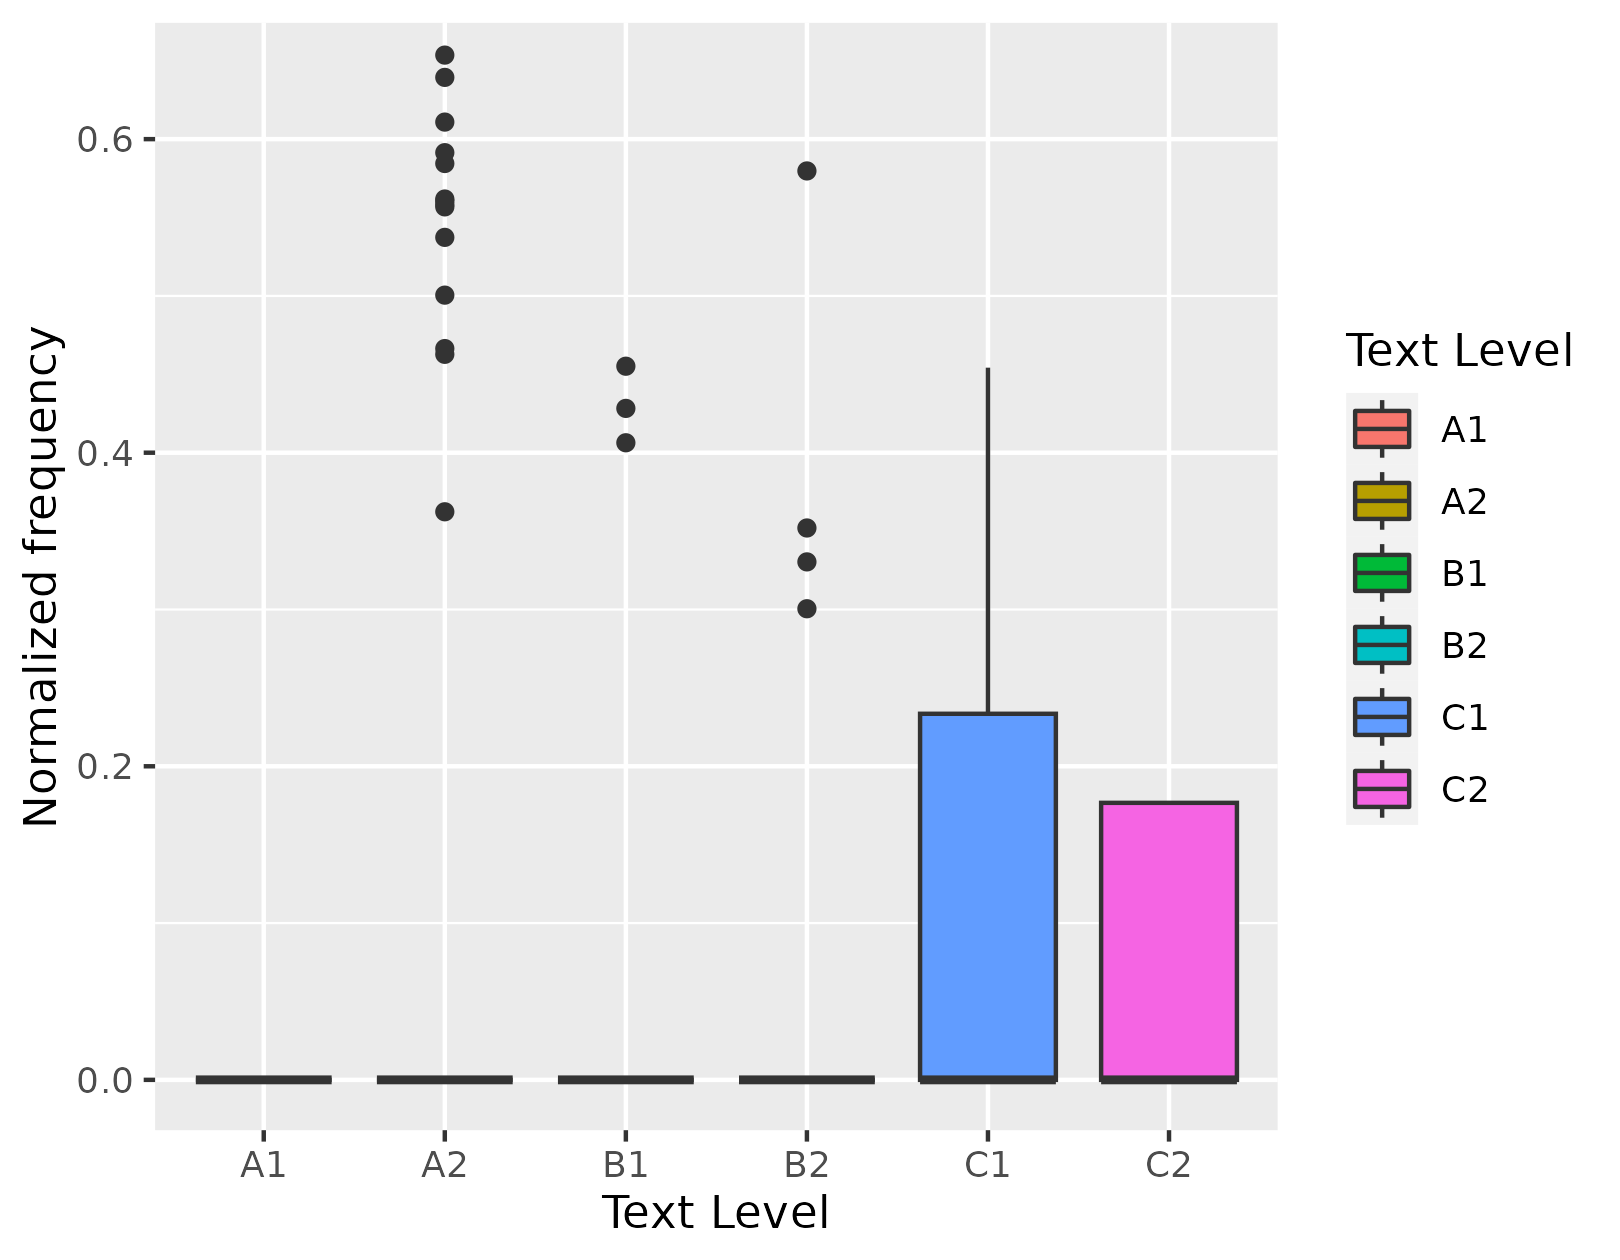 Normalized frequency
0.6
0.4
0.2
0.0
A1 A2 B1 B2 C1 C2
Text Level
Text Level
A1
A2
B1
B2
C1
C2